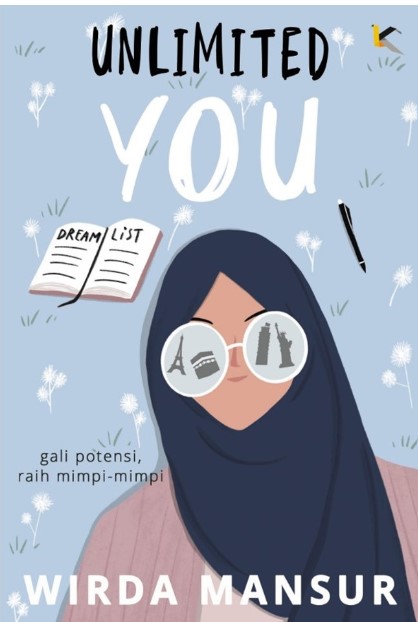 UNLIMITED
YOU
DREAM LIST
gali potensi,
raih mimpi-mimpi
WIRDA MANSUR